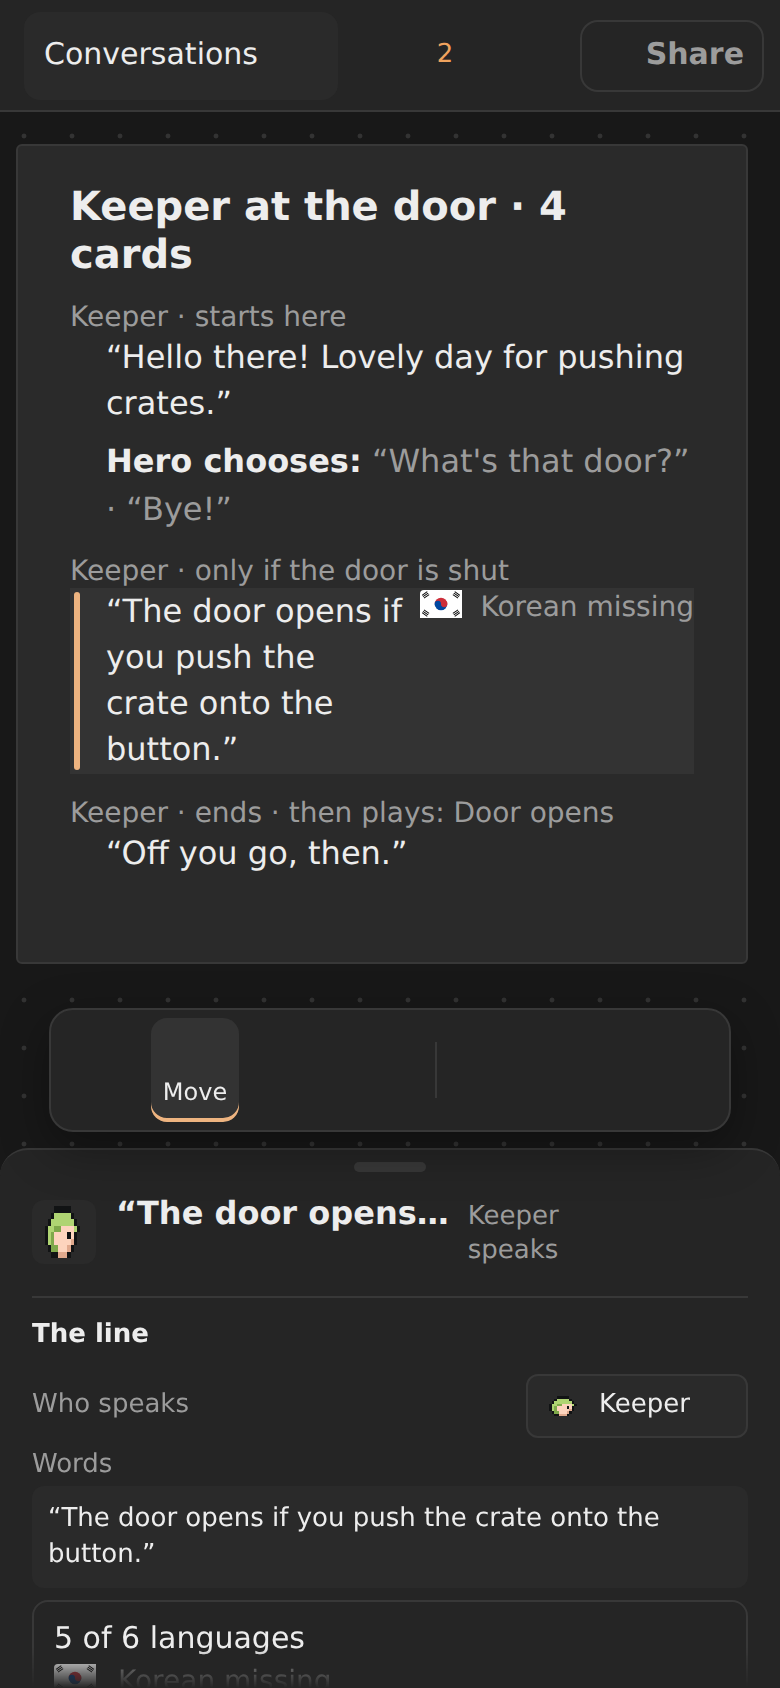 Conversations
2
Share
Keeper at the door · 4
cards
Keeper · starts here
“Hello there! Lovely day for pushing
crates.”
Hero chooses: “What's that door?”
· “Bye!”
Keeper · only if the door is shut
“The door opens if
you push the
crate onto the
button.”
Korean missing
Keeper · ends · then plays: Door opens
“Off you go, then.”
Move
“The door opens…
Keeper
speaks
The line
Who speaks
Keeper
Words
“The door opens if you push the crate onto the
button.”
5 of 6 languages
Korean missing